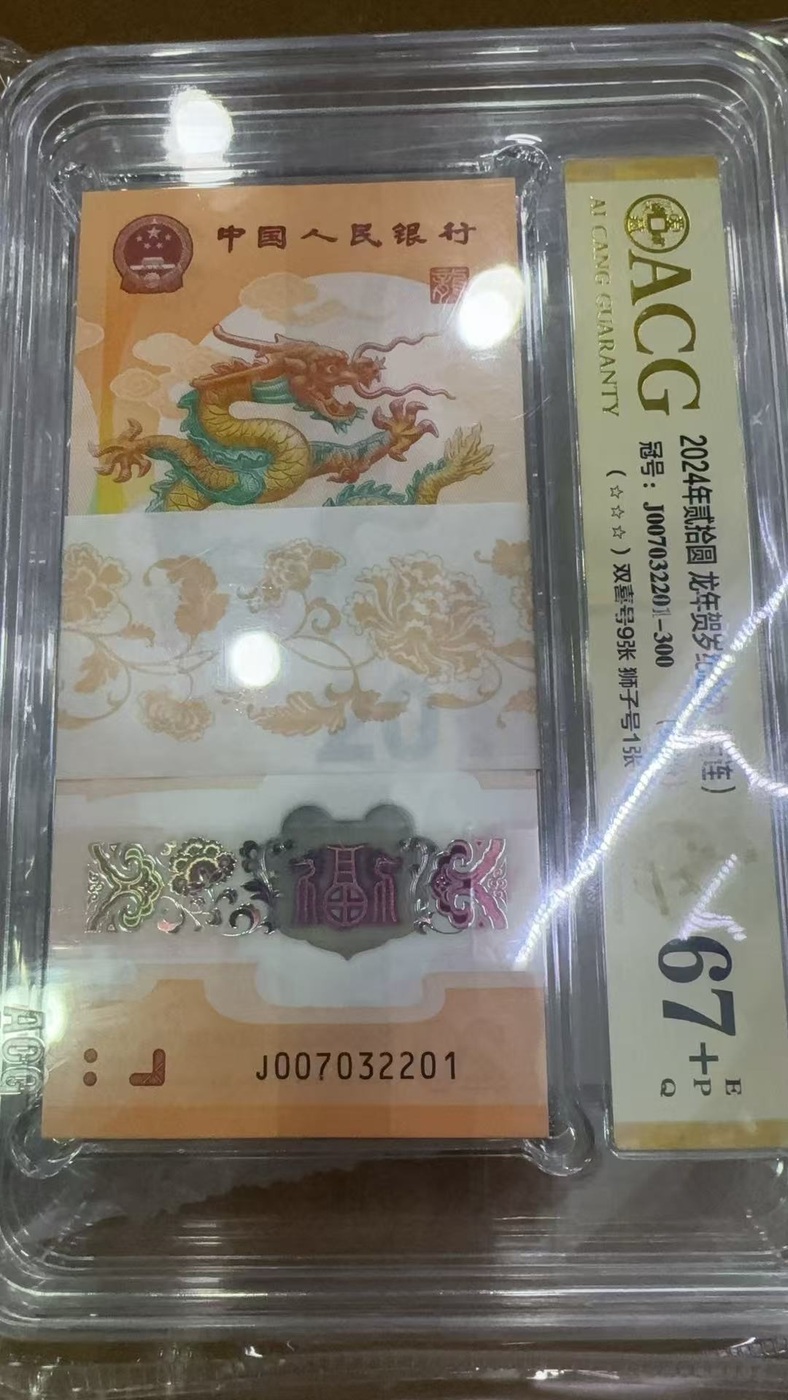 中国人民银行
J007032201
ACG
AI CANG GUARANTY
2024年贰拾圆 龙年贺岁 连)
冠号：J007032201-300
(☆☆☆)双喜号9张 狮子号1张
67+
E
P
Q
ACG